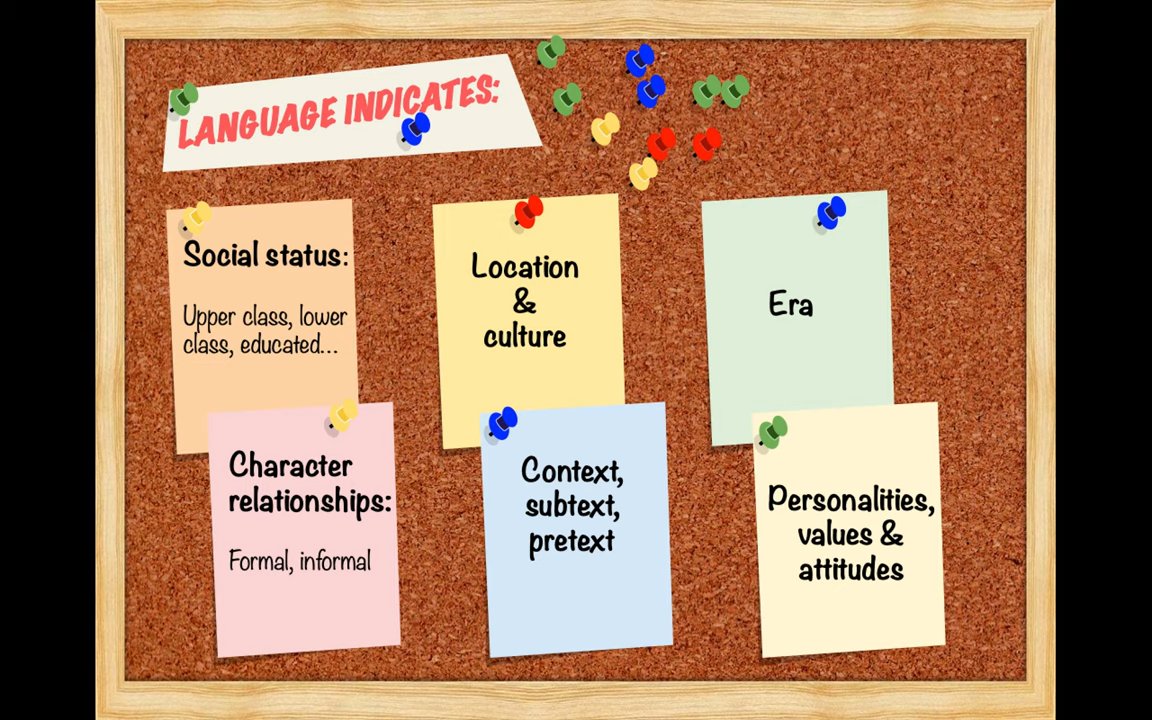 LANGUAGE INDICATES:
Social status:
Upper class, lower
class, educated...
Location
&
culture
Era
Character
relationships:
Formal, informal
Context,
subtext,
pretext
Personalities,
values &
attitudes